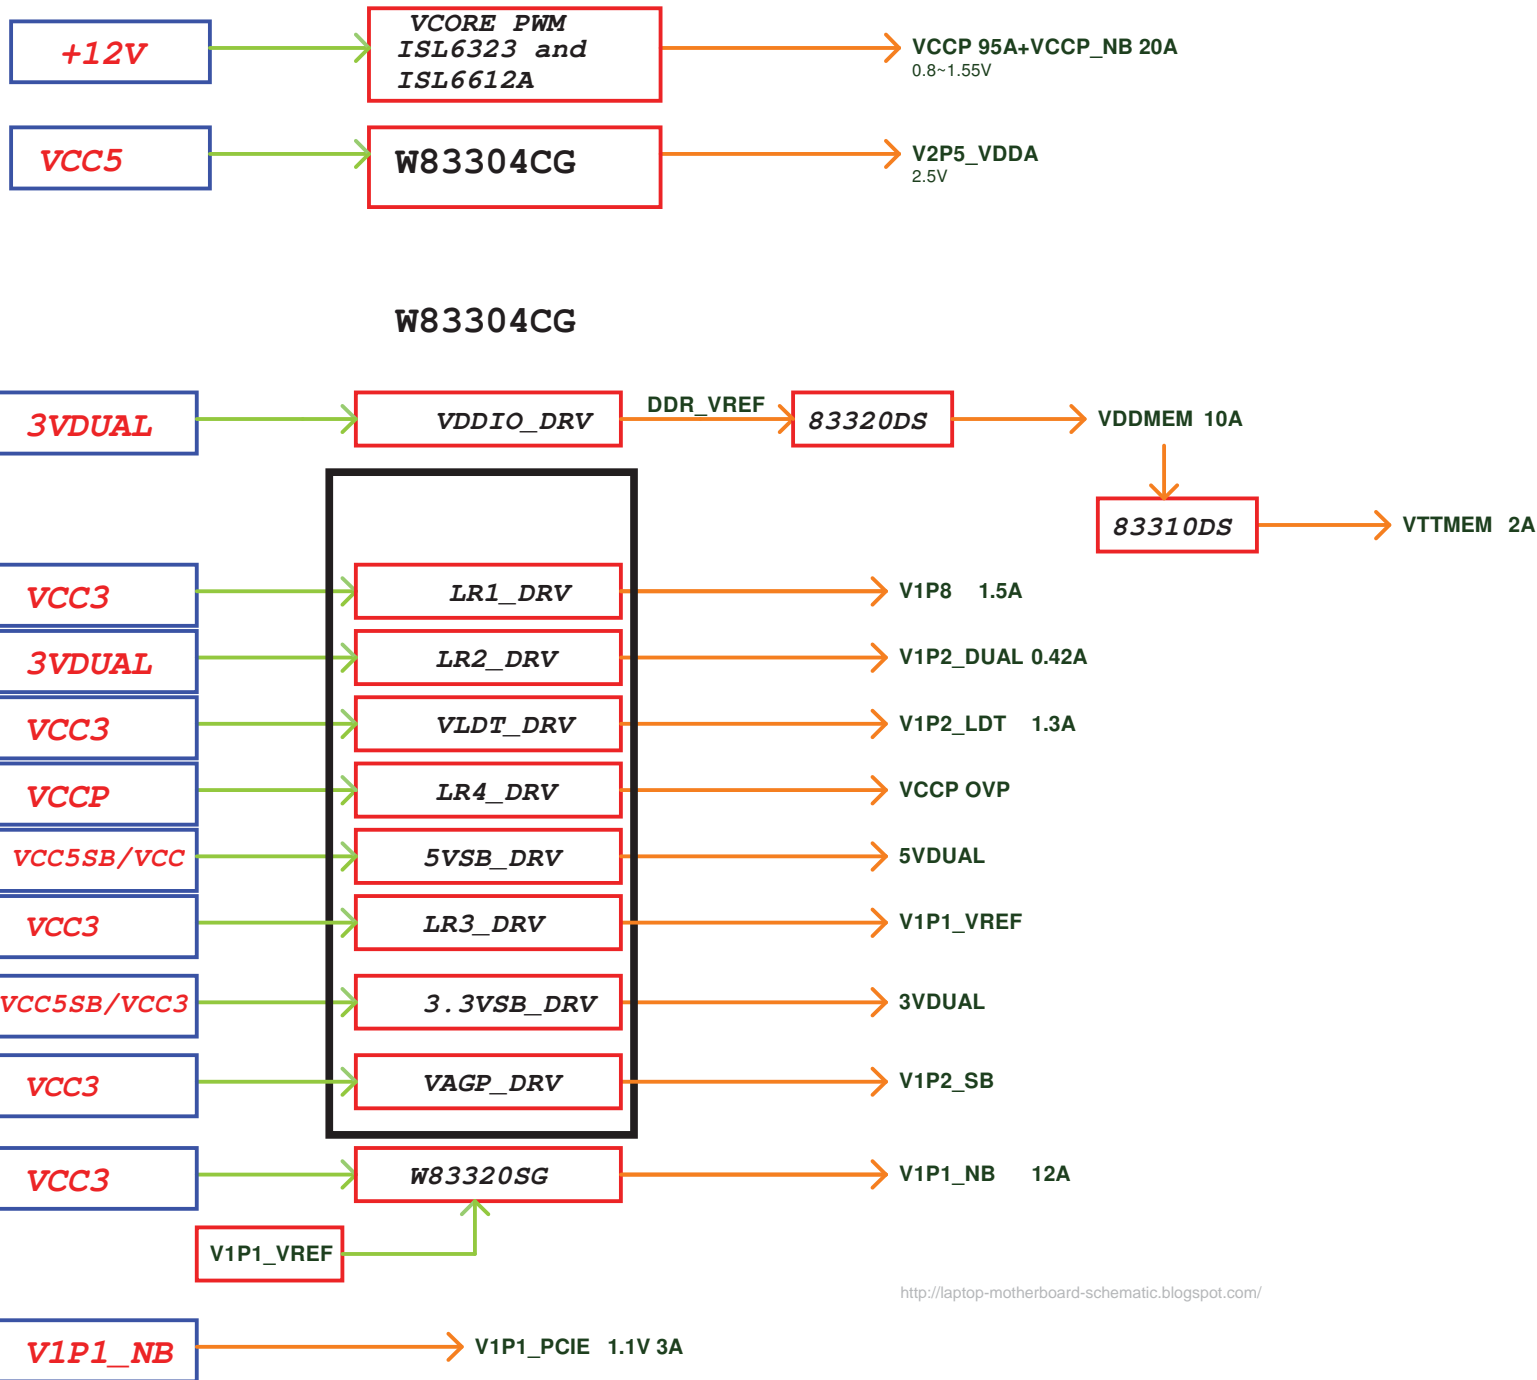 VCORE PWM
+12V ISL6323 and VCCP 95A+VCCP_NB 20A
ISL6612A 0.8~1.55V
VCC5 W83304CG V2P5_VDDA
2.5V
W83304CG
3VDUAL VDDIO_DRV DDR_VREF 83320DS VDDMEM 10A
83310DS VTTMEM 2A
VCC3 LR1_DRV V1P8 1.5A
3VDUAL LR2_DRV V1P2_DUAL 0.42A
VCC3 VLDT_DRV V1P2_LDT 1.3A
VCCP LR4_DRV VCCP OVP
VCC5SB/VCC 5VSB_DRV 5VDUAL
VCC3 LR3_DRV V1P1_VREF
VCC5SB/VCC3 3.3VSB_DRV 3VDUAL
VCC3 VAGP_DRV V1P2_SB
VCC3 W83320SG V1P1_NB 12A
V1P1_VREF
http://laptop-motherboard-schematic.blogspot.com/
V1P1_NB V1P1_PCIE 1.1V 3A